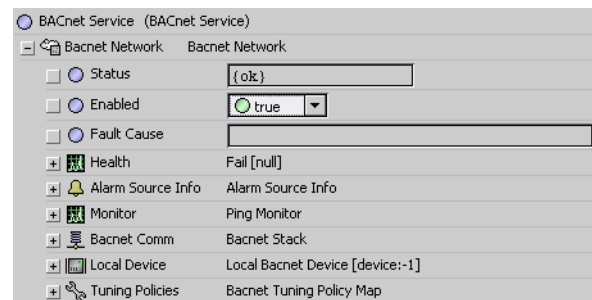 BACnet Service (BACnet Service)
Bacnet Network Bacnet Network
Status {ok}
Enabled true
Fault Cause
Health Fail [null]
Alarm Source Info Alarm Source Info
Monitor Ping Monitor
Bacnet Comm Bacnet Stack
Local Device Local Bacnet Device [device:-1]
Tuning Policies Bacnet Tuning Policy Map